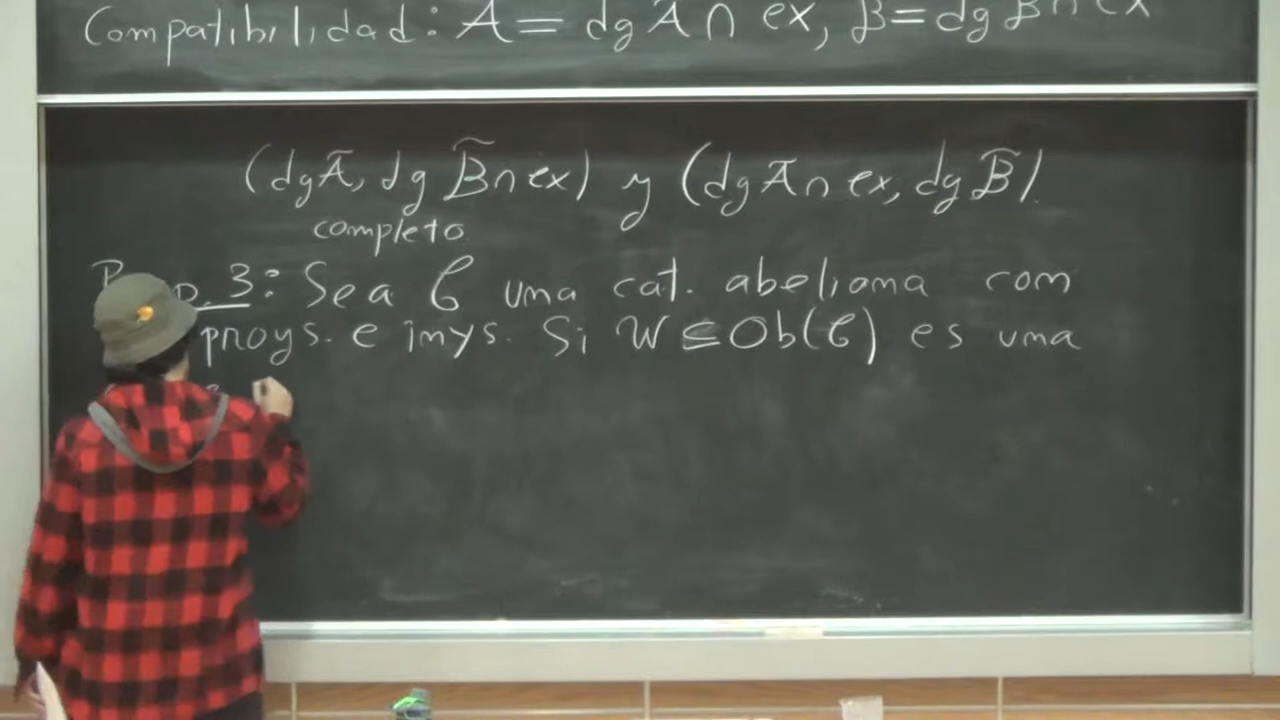 Compatibilidad: A = dg Ã ∩ ex, B = dg B̃ ∩ ex
(dg Ã, dg B̃ ∩ ex) y (dg Ã ∩ ex, dg B̃).
completo
3: Sea C una cat. abeliana con
proys. e inys. Si W ⊆ Ob(C) es una